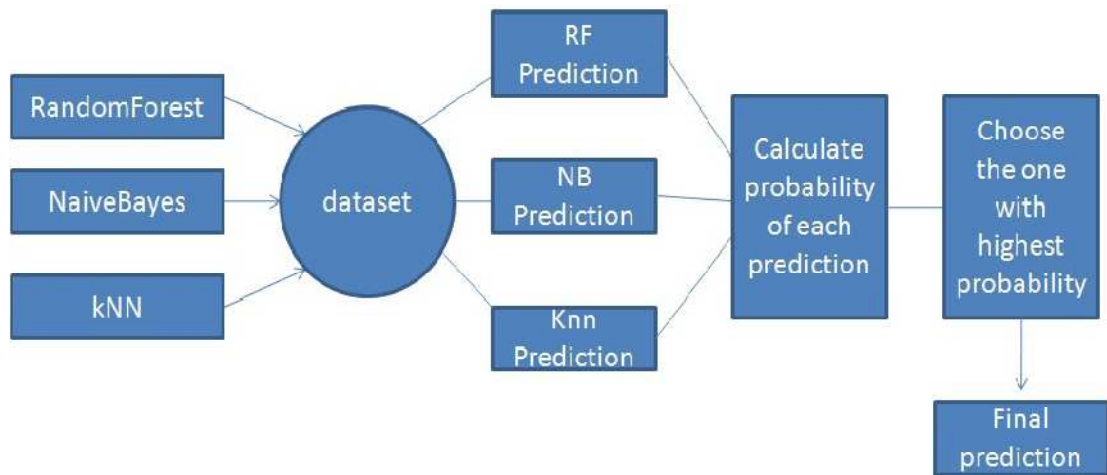 RandomForest
NaiveBayes
kNN
dataset
RF
Prediction
NB
Prediction
Knn
Prediction
Calculate
probability
of each
prediction
Choose
the one
with
highest
probability
Final
prediction